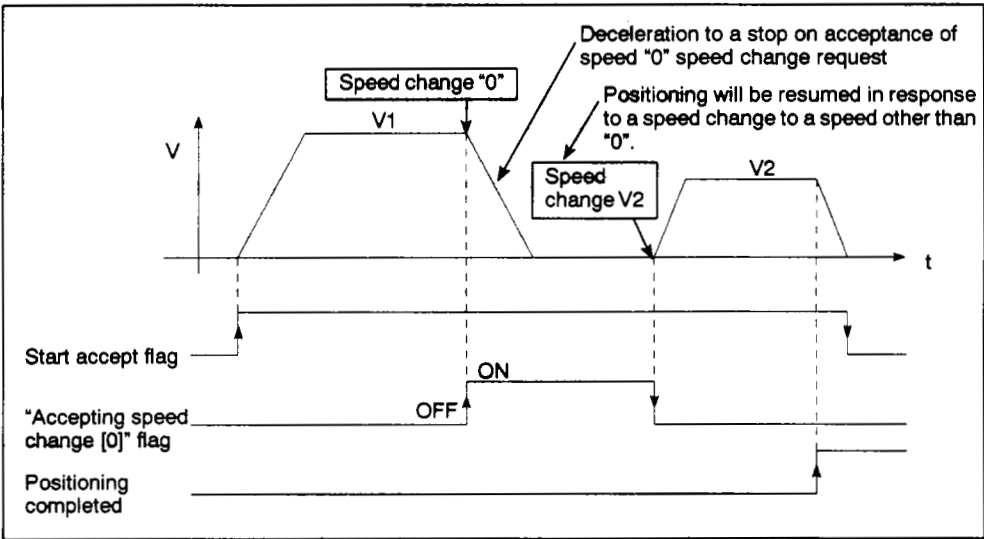 Deceleration to a stop on acceptance of
speed "0" speed change request
Speed change "0"
Positioning will be resumed in response
to a speed change to a speed other than
"0".
V1
V
Speed
change V2
V2
t
Start accept flag
ON
OFF
"Accepting speed
change [0]" flag
Positioning
completed